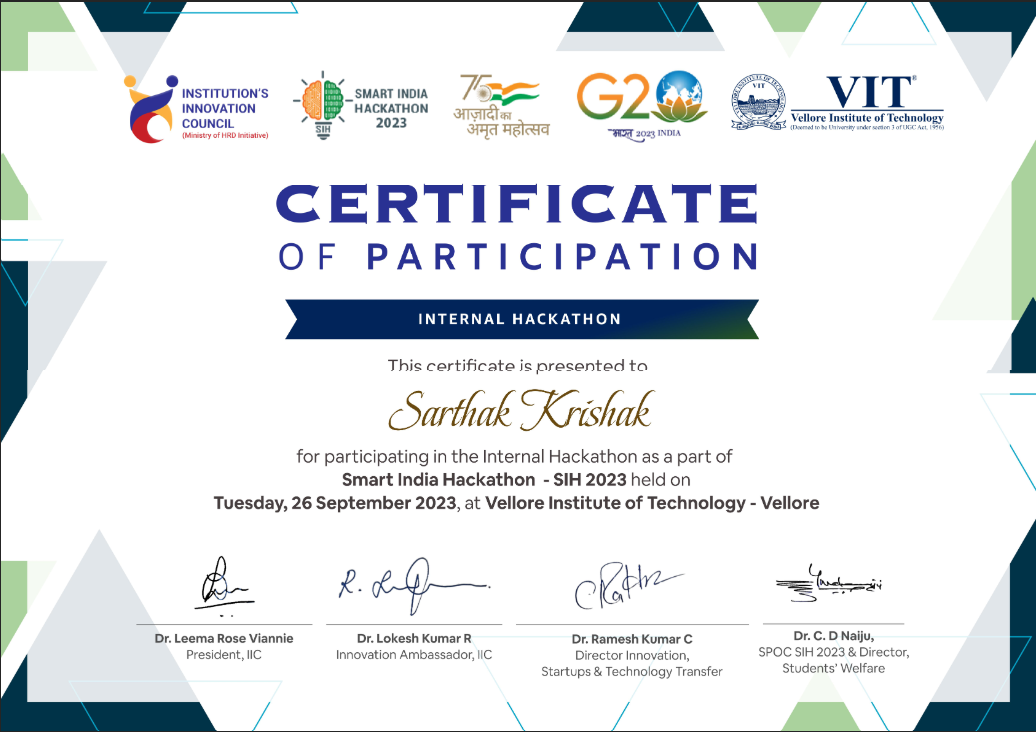 INSTITUTION'S
INNOVATION
COUNCIL
(Ministry of HRD Initiative)
SIH
SMART INDIA
HACKATHON
2023
75
आज़ादी का
अमृत महोत्सव
G20
भारत 2023 INDIA
VIT
VIT®
Vellore Institute of Technology
(Deemed to be University under section 3 of UGC Act, 1956)
CERTIFICATE
OF PARTICIPATION
INTERNAL HACKATHON
This certificate is presented to
Sarthak Krishak
for participating in the Internal Hackathon as a part of
Smart India Hackathon - SIH 2023 held on
Tuesday, 26 September 2023, at Vellore Institute of Technology - Vellore
Dr. Leema Rose Viannie
President, IIC
Dr. Lokesh Kumar R
Innovation Ambassador, IIC
Dr. Ramesh Kumar C
Director Innovation,
Startups & Technology Transfer
Dr. C. D Naiju,
SPOC SIH 2023 & Director,
Students' Welfare